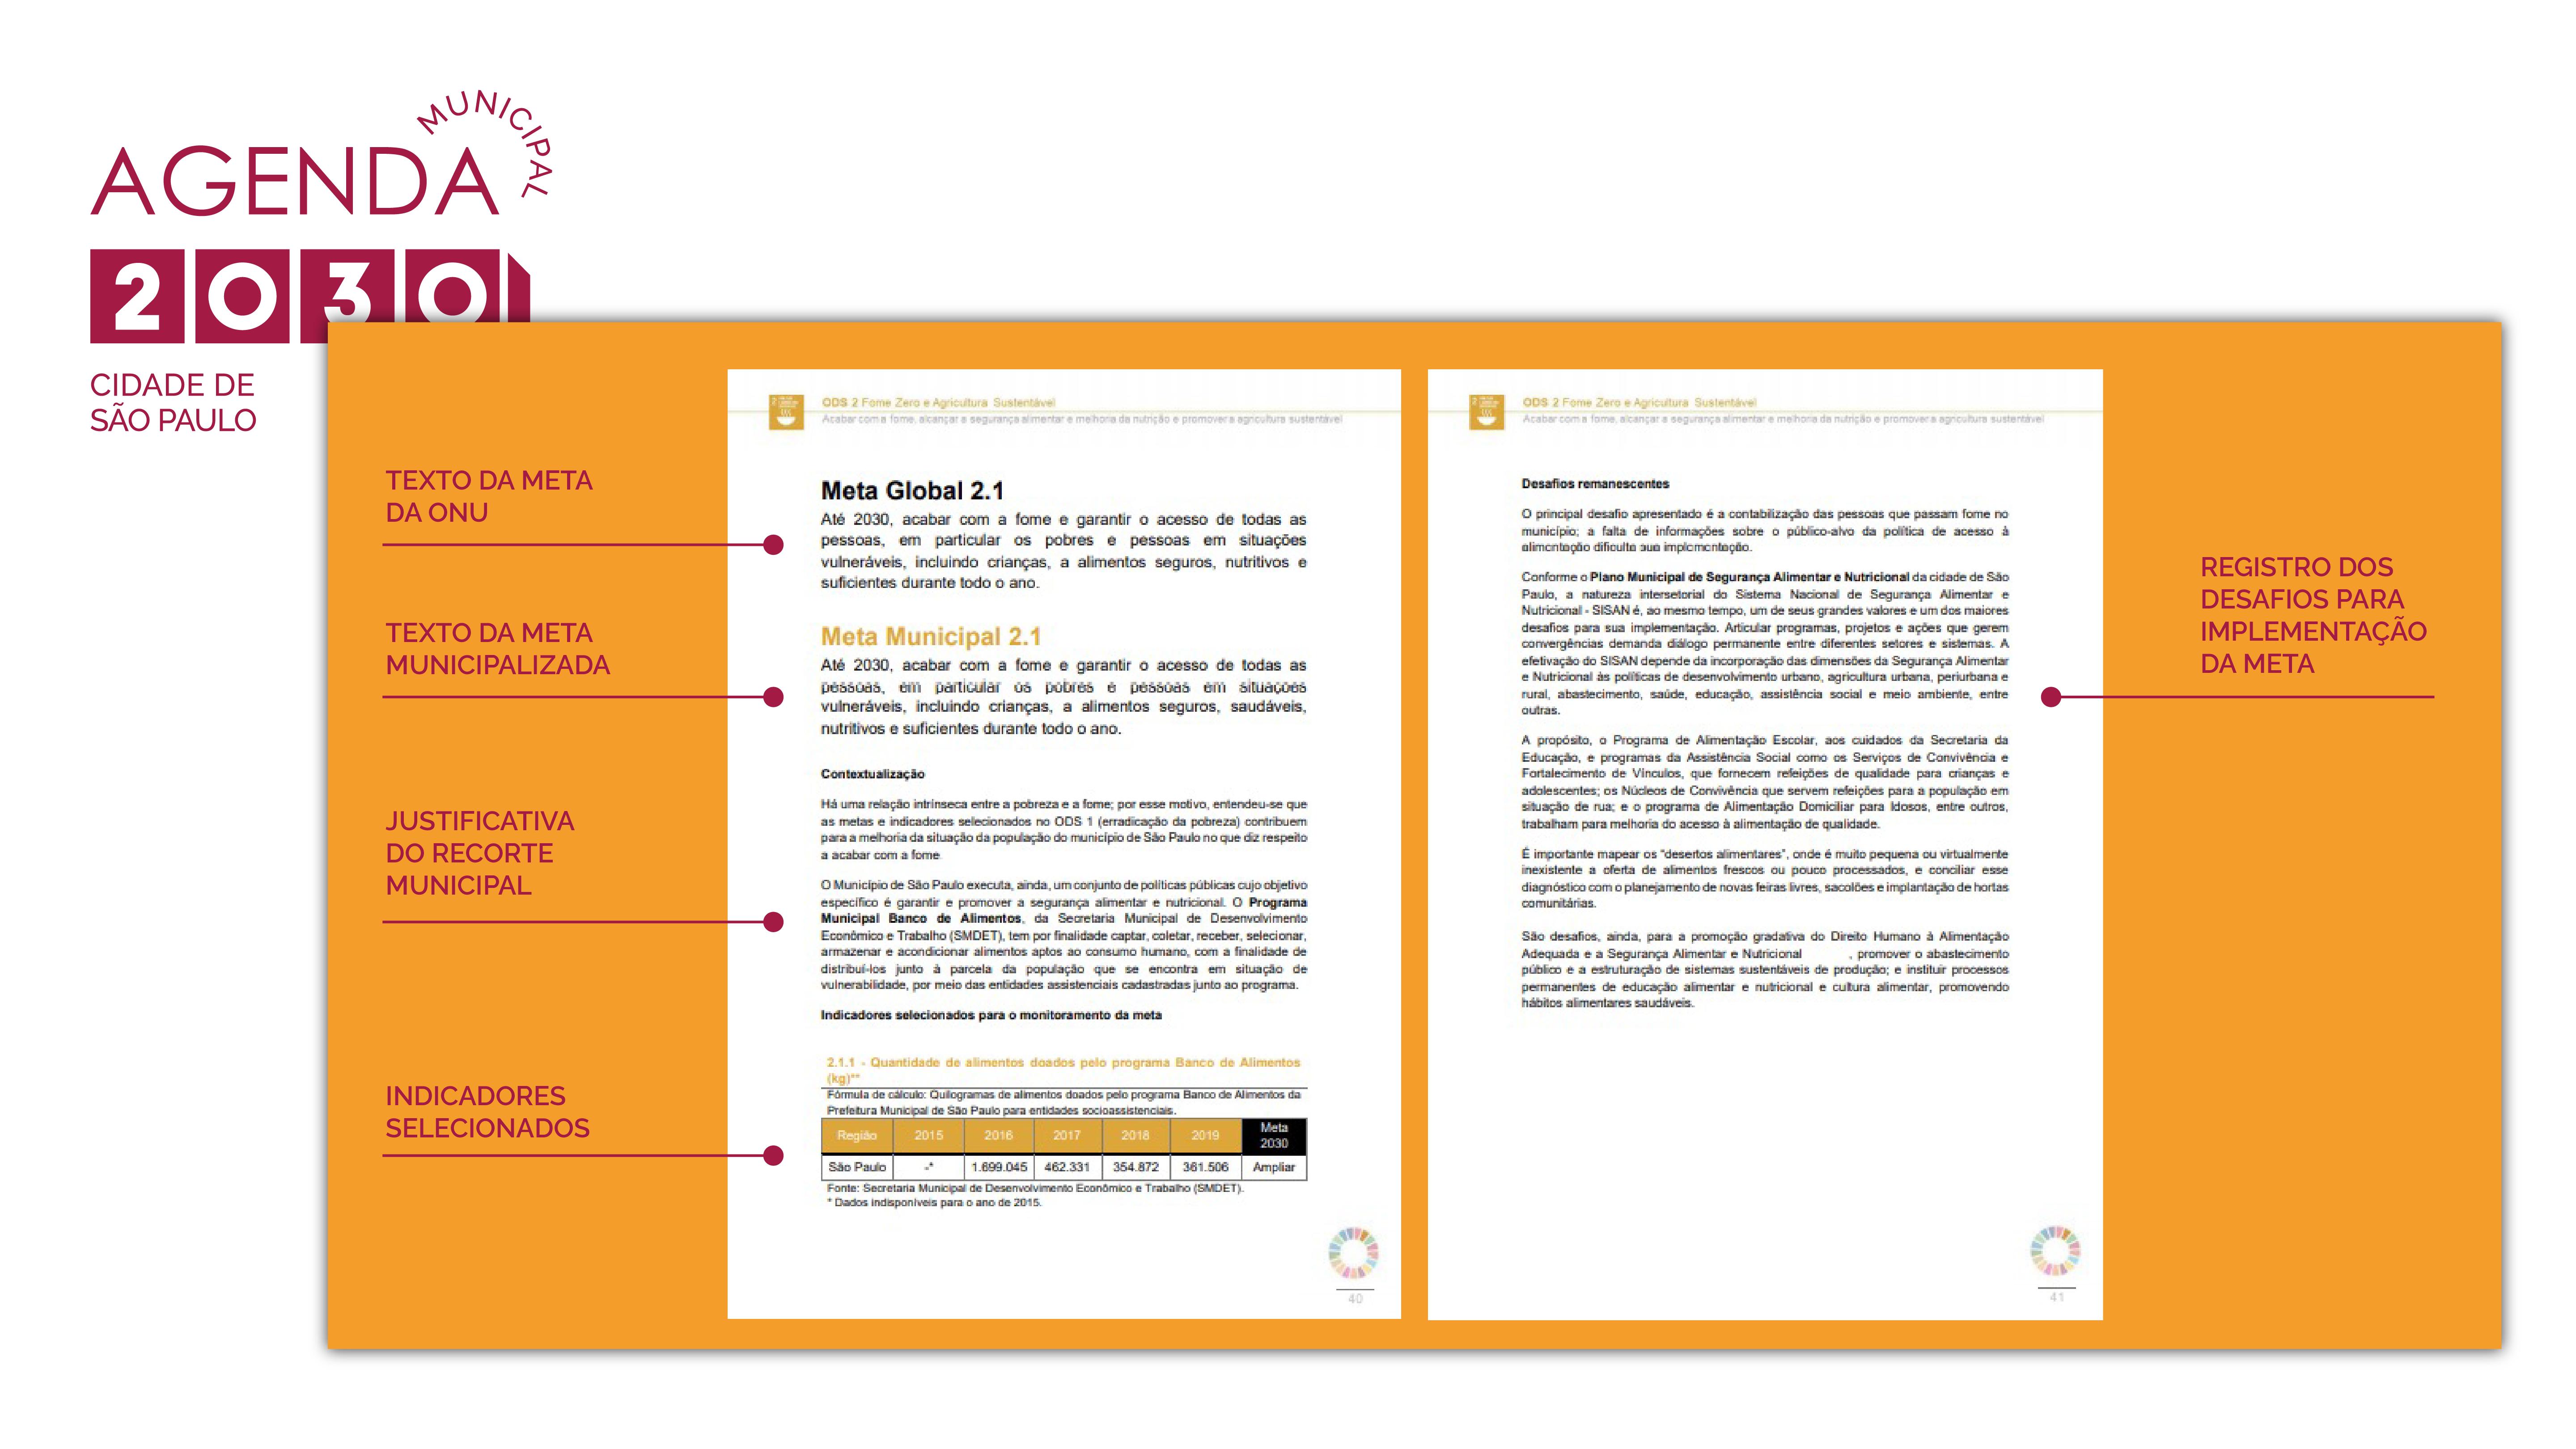 MUNICIPAL
AGENDA
2030
CIDADE DE
SÃO PAULO
TEXTO DA META
DA ONU
TEXTO DA META
MUNICIPALIZADA
JUSTIFICATIVA
DO RECORTE
MUNICIPAL
INDICADORES
SELECIONADOS
ODS 2 Fome Zero e Agricultura Sustentável
Acabar com a fome, alcançar a segurança alimentar e melhoria da nutrição e promover a agricultura sustentável
Meta Global 2.1
Até 2030, acabar com a fome e garantir o acesso de todas as
pessoas, em particular os pobres e pessoas em situações
vulneráveis, incluindo crianças, a alimentos seguros, nutritivos e
suficientes durante todo o ano.
Meta Municipal 2.1
Até 2030, acabar com a fome e garantir o acesso de todas as
pessoas, em particular os pobres e pessoas em situações
vulneráveis, incluindo crianças, a alimentos seguros, saudáveis,
nutritivos e suficientes durante todo o ano.
Contextualização
Há uma relação intrínseca entre a pobreza e a fome; por esse motivo, entendeu-se que
as metas e indicadores selecionados no ODS 1 (erradicação da pobreza) contribuem
para a melhoria da situação da população do município de São Paulo no que diz respeito
a acabar com a fome
O Município de São Paulo executa, ainda, um conjunto de políticas públicas cujo objetivo
específico é garantir e promover a segurança alimentar e nutricional. O Programa
Municipal Banco de Alimentos, da Secretaria Municipal de Desenvolvimento
Econômico e Trabalho (SMDET), tem por finalidade captar, coletar, receber, selecionar,
armazenar e acondicionar alimentos aptos ao consumo humano, com a finalidade de
distribuí-los junto à parcela da população que se encontra em situação de
vulnerabilidade, por meio das entidades assistenciais cadastradas junto ao programa.
Indicadores selecionados para o monitoramento da meta
2.1.1 - Quantidade de alimentos doados pelo programa Banco de Alimentos
(kg)**
Fórmula de cálculo: Quilogramas de alimentos doados pelo programa Banco de Alimentos da
Prefeitura Municipal de São Paulo para entidades socioassistenciais.
Região 2015 2016 2017 2018 2019 Meta 2030
São Paulo -* 1.699.045 462.331 354.872 361.506 Ampliar
Fonte: Secretaria Municipal de Desenvolvimento Econômico e Trabalho (SMDET).
* Dados indisponíveis para o ano de 2015.
40
ODS 2 Fome Zero e Agricultura Sustentável
Acabar com a fome, alcançar a segurança alimentar e melhoria da nutrição e promover a agricultura sustentável
Desafios remanescentes
O principal desafio apresentado é a contabilização das pessoas que passam fome no
município; a falta de informações sobre o público-alvo da política de acesso à
alimentação dificulta sua implementação.
Conforme o Plano Municipal de Segurança Alimentar e Nutricional da cidade de São
Paulo, a natureza intersetorial do Sistema Nacional de Segurança Alimentar e
Nutricional - SISAN é, ao mesmo tempo, um de seus grandes valores e um dos maiores
desafios para sua implementação. Articular programas, projetos e ações que gerem
convergências demanda diálogo permanente entre diferentes setores e sistemas. A
efetivação do SISAN depende da incorporação das dimensões da Segurança Alimentar
e Nutricional às políticas de desenvolvimento urbano, agricultura urbana, periurbana e
rural, abastecimento, saúde, educação, assistência social e meio ambiente, entre
outras.
A propósito, o Programa de Alimentação Escolar, aos cuidados da Secretaria da
Educação, e programas da Assistência Social como os Serviços de Convivência e
Fortalecimento de Vínculos, que fornecem refeições de qualidade para crianças e
adolescentes; os Núcleos de Convivência que servem refeições para a população em
situação de rua; e o programa de Alimentação Domiciliar para Idosos, entre outros,
trabalham para melhoria do acesso à alimentação de qualidade.
É importante mapear os "desertos alimentares", onde é muito pequena ou virtualmente
inexistente a oferta de alimentos frescos ou pouco processados, e conciliar esse
diagnóstico com o planejamento de novas feiras livres, sacolões e implantação de hortas
comunitárias.
São desafios, ainda, para a promoção gradativa do Direito Humano à Alimentação
Adequada e a Segurança Alimentar e Nutricional , promover o abastecimento
público e a estruturação de sistemas sustentáveis de produção; e instituir processos
permanentes de educação alimentar e nutricional e cultura alimentar, promovendo
hábitos alimentares saudáveis.
41
REGISTRO DOS
DESAFIOS PARA
IMPLEMENTAÇÃO
DA META